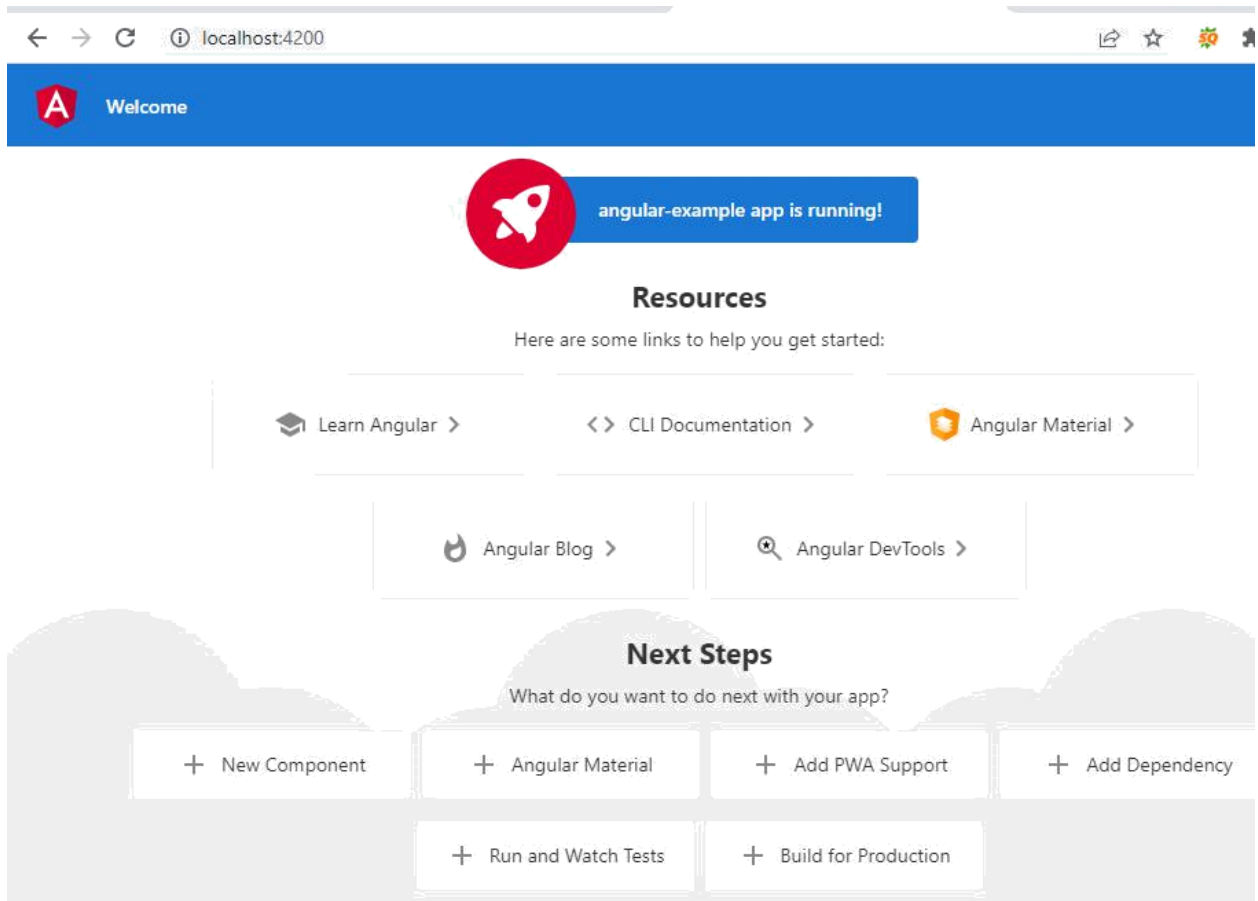 localhost:4200
SQ
A
Welcome
angular-example app is running!
Resources
Here are some links to help you get started:
Learn Angular
CLI Documentation
Angular Material
Angular Blog
Angular DevTools
Next Steps
What do you want to do next with your app?
New Component
Angular Material
Add PWA Support
Add Dependency
Run and Watch Tests
Build for Production